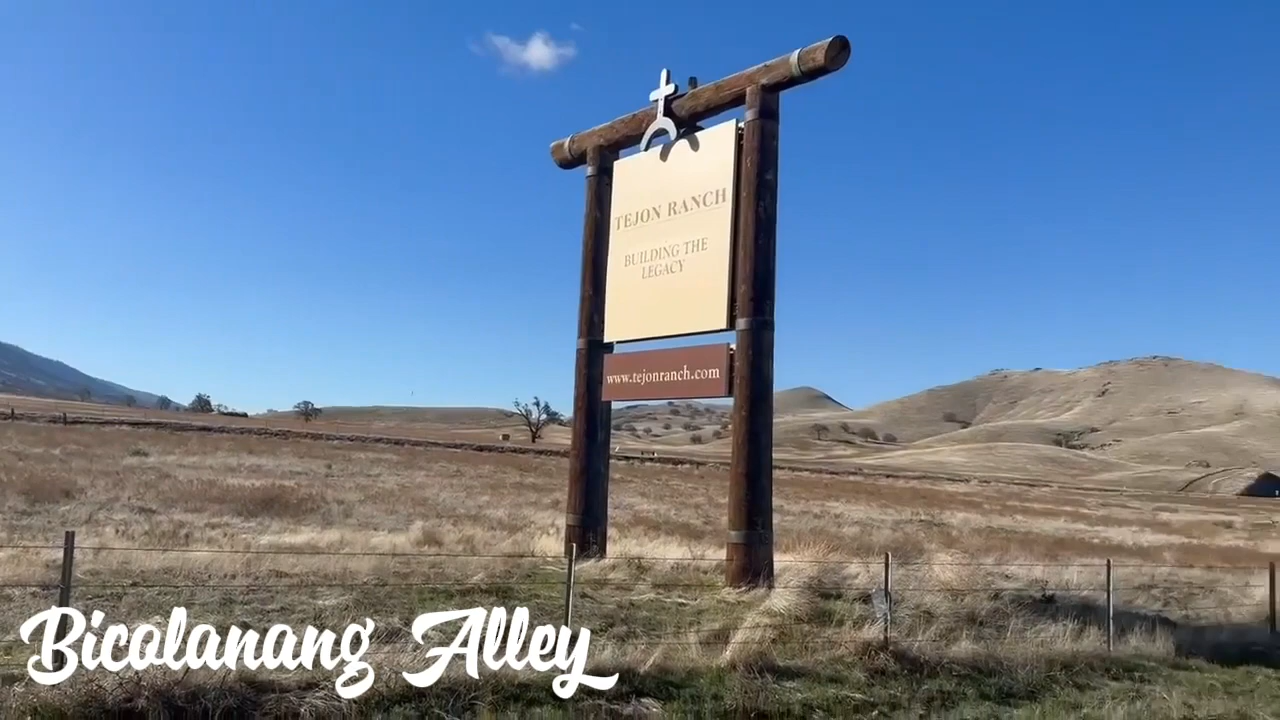 TEJON RANCH
BUILDING THE
LEGACY
www.tejonranch.com
Bicolanang Alley